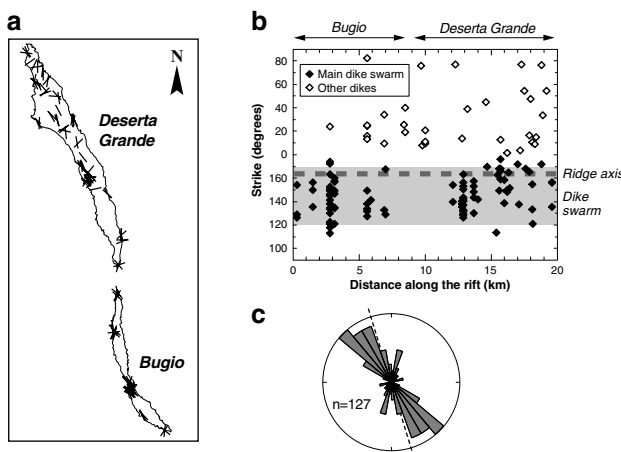 a
N
Deserta
Grande
Bugio
b
Bugio
Deserta Grande
Main dike swarm
Other dikes
80
60
40
20
0
160
140
120
100
Strike (degrees)
Ridge axis
Dike
swarm
0 5 10 15 20
Distance along the rift (km)
c
n=127